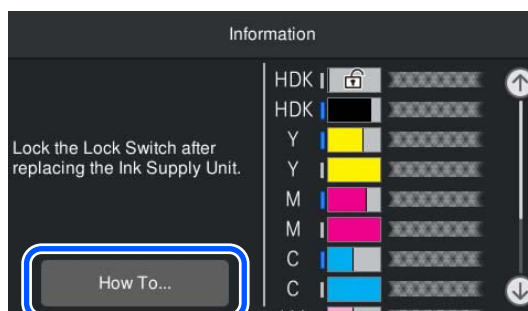 Information
Lock the Lock Switch after
replacing the Ink Supply Unit.
How To...
HDK
HDK
Y
Y
M
M
C
C